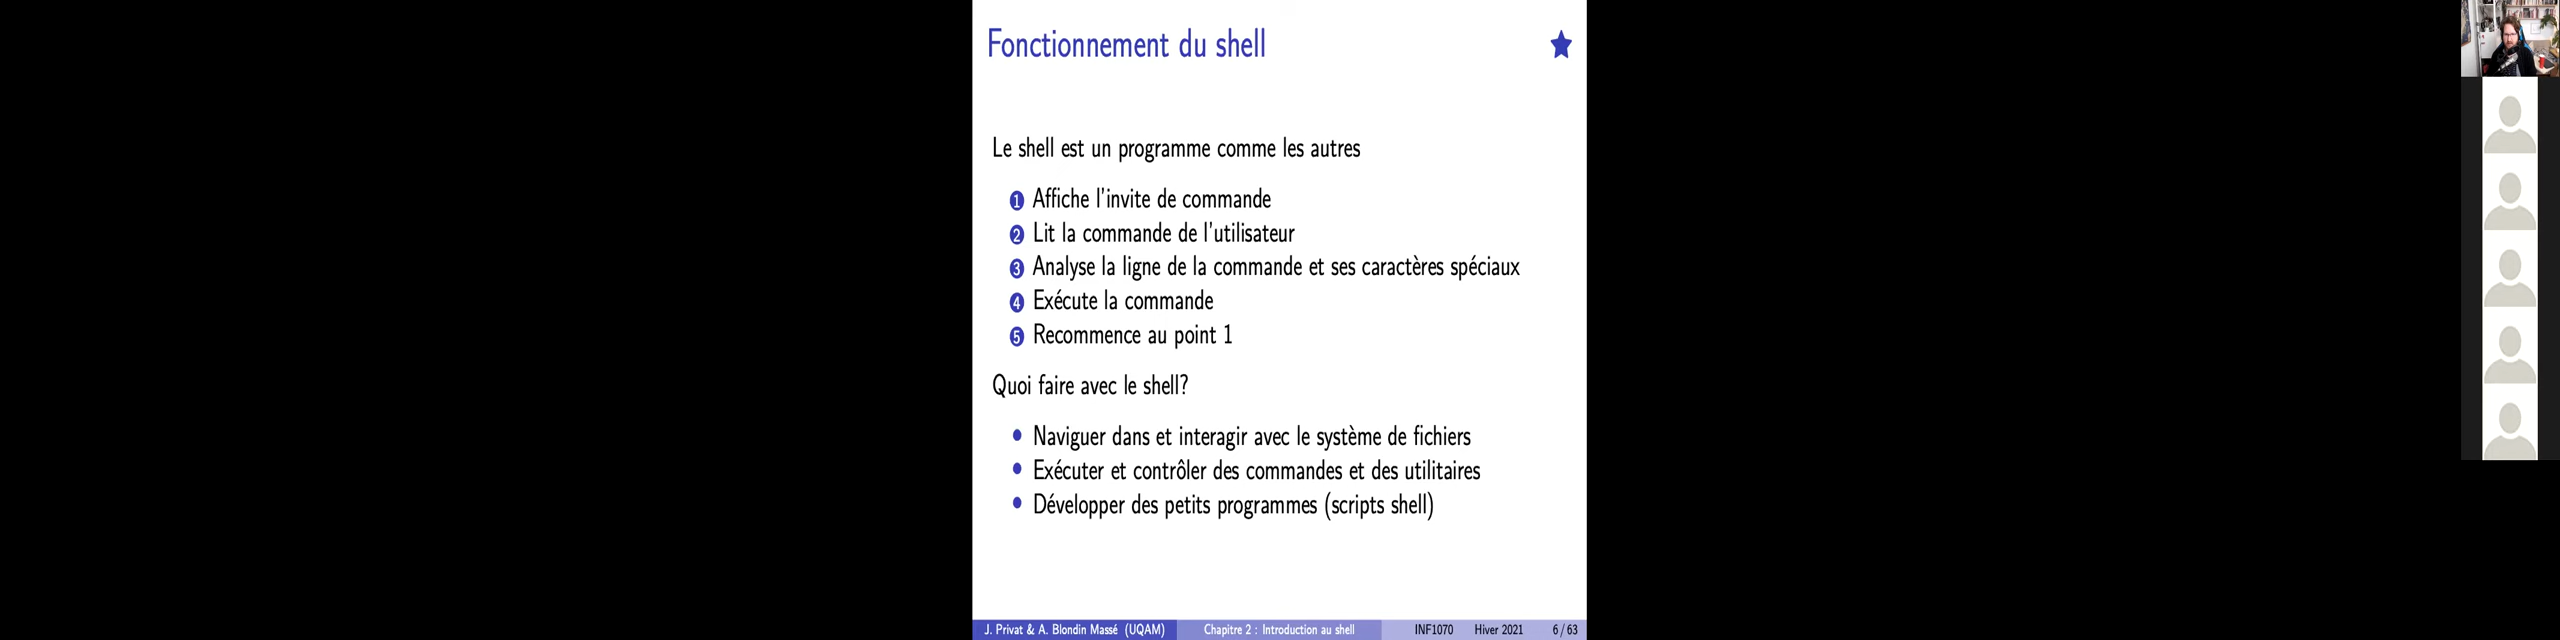 Fonctionnement du shell
Le shell est un programme comme les autres
1 Affiche l'invite de commande
2 Lit la commande de l'utilisateur
3 Analyse la ligne de la commande et ses caractères spéciaux
4 Exécute la commande
5 Recommence au point 1
Quoi faire avec le shell?
• Naviguer dans et interagir avec le système de fichiers
• Exécuter et contrôler des commandes et des utilitaires
• Développer des petits programmes (scripts shell)
J. Privat & A. Blondin Massé (UQAM) Chapitre 2 : Introduction au shell INF1070 Hiver 2021 6 / 63